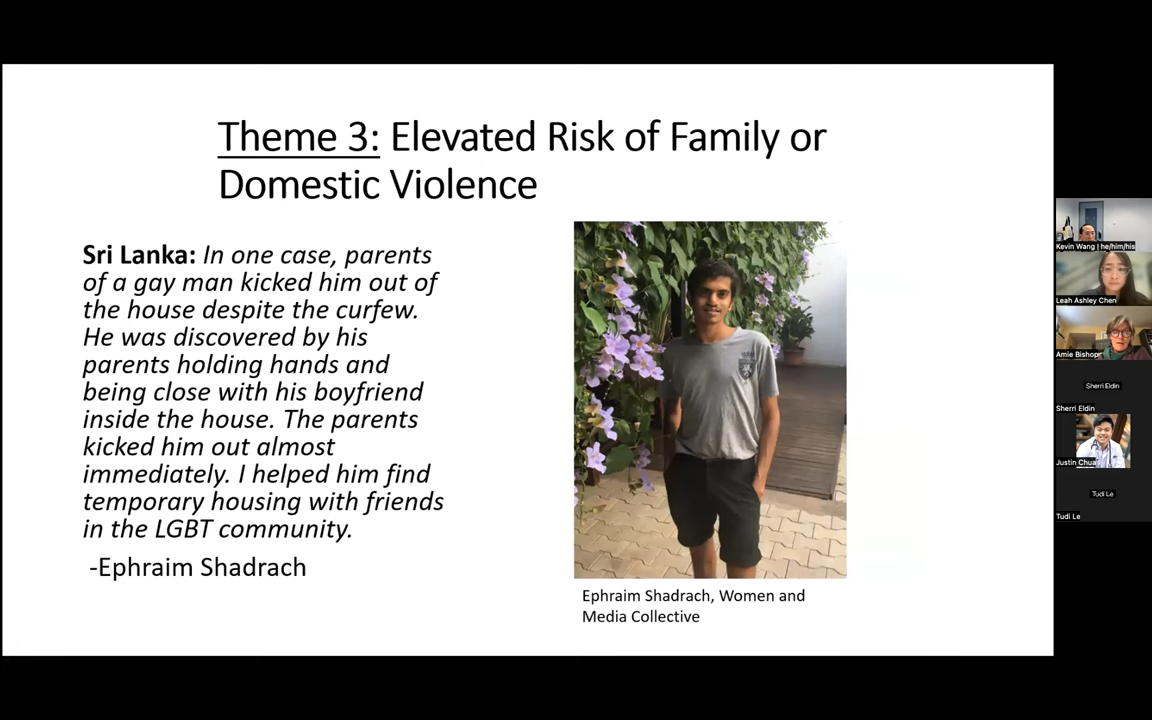 Theme 3: Elevated Risk of Family or
Domestic Violence
Sri Lanka: In one case, parents
of a gay man kicked him out of
the house despite the curfew.
He was discovered by his
parents holding hands and
being close with his boyfriend
inside the house. The parents
kicked him out almost
immediately. I helped him find
temporary housing with friends
in the LGBT community.
-Ephraim Shadrach
Ephraim Shadrach, Women and
Media Collective
Kevin Wang | he/him/his
Leah Ashley Chen
Amie Bishop
Sherri Eldin
Sherri Eldin
Justin Chua
Tudi Le
Tudi Le